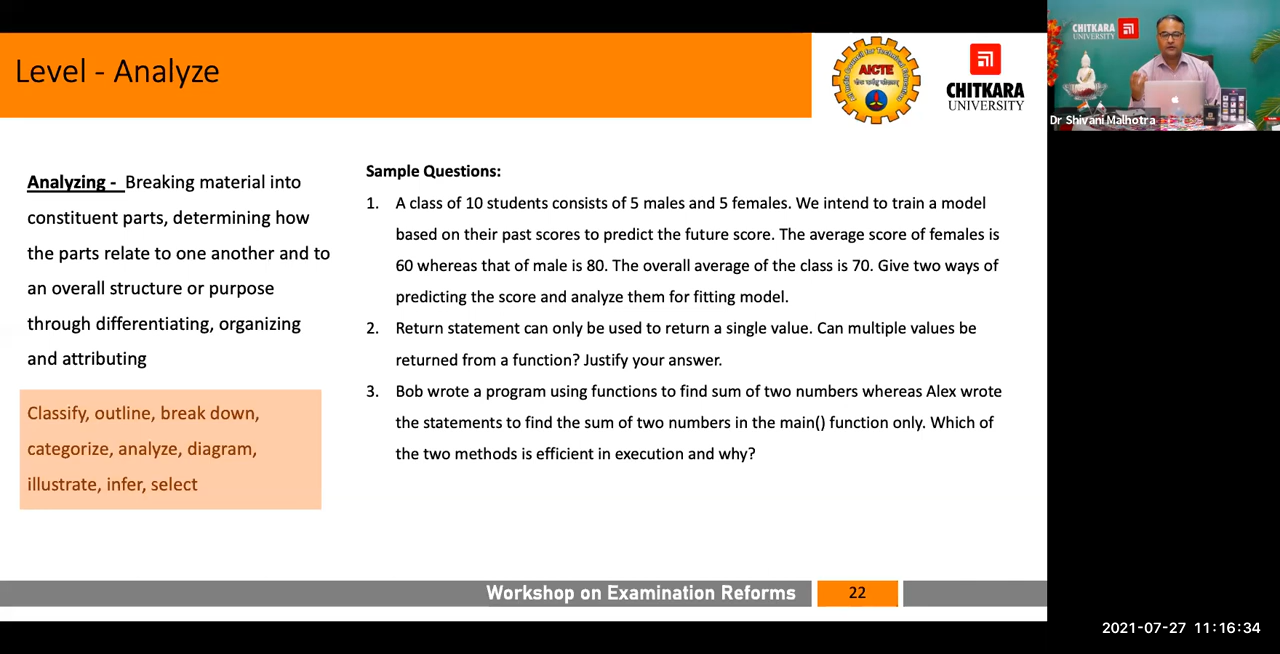 Level - Analyze
AICTE
CHITKARA
UNIVERSITY
CHITKARA
UNIVERSITY
Dr Shivani Malhotra
Analyzing - Breaking material into
constituent parts, determining how
the parts relate to one another and to
an overall structure or purpose
through differentiating, organizing
and attributing
Classify, outline, break down,
categorize, analyze, diagram,
illustrate, infer, select
Sample Questions:
1. A class of 10 students consists of 5 males and 5 females. We intend to train a model
based on their past scores to predict the future score. The average score of females is
60 whereas that of male is 80. The overall average of the class is 70. Give two ways of
predicting the score and analyze them for fitting model.
2. Return statement can only be used to return a single value. Can multiple values be
returned from a function? Justify your answer.
3. Bob wrote a program using functions to find sum of two numbers whereas Alex wrote
the statements to find the sum of two numbers in the main() function only. Which of
the two methods is efficient in execution and why?
Workshop on Examination Reforms
22
2021-07-27 11:16:34